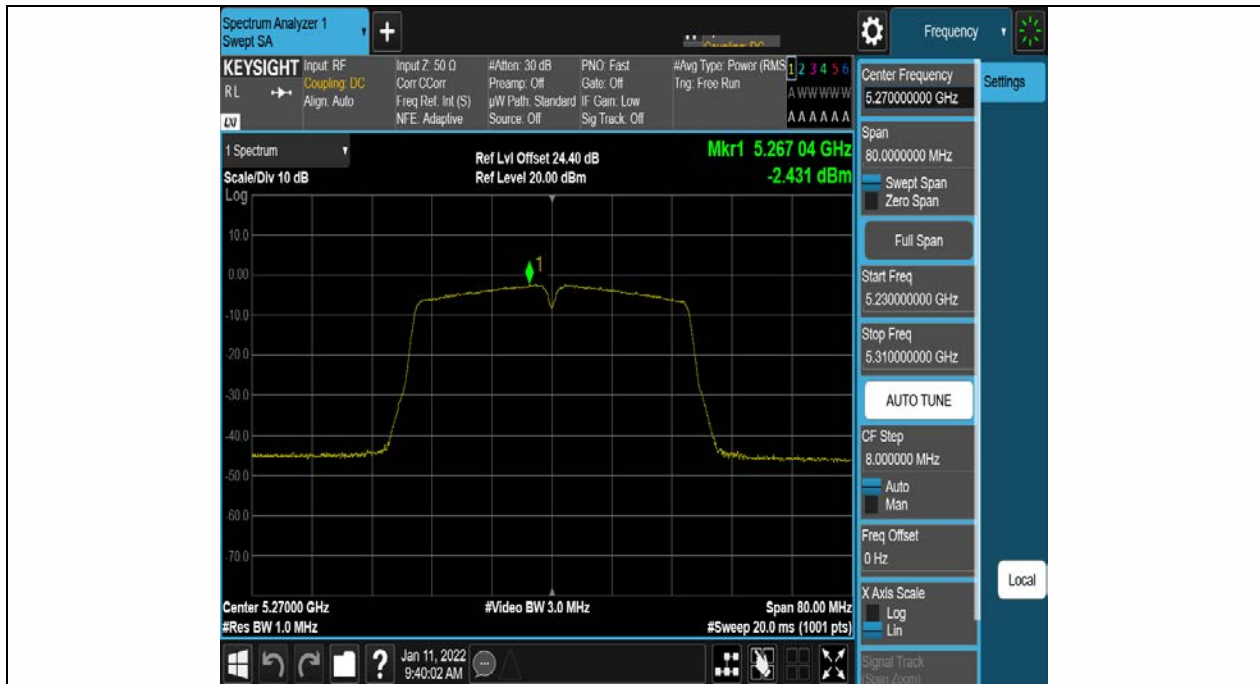 Spectrum Analyzer 1
Swept SA
+
Frequency
KEYSIGHT
RL
LXI
Input: RF
Coupling: DC
Align: Auto
Input Z: 50 Ω
Corr CCorr
Freq Ref: Int (S)
NFE: Adaptive
#Atten: 30 dB
Preamp: Off
µW Path: Standard
Source: Off
PNO: Fast
Gate: Off
IF Gain: Low
Sig Track: Off
#Avg Type: Power (RMS
Trig: Free Run
1 2 3 4 5 6
A W W W W W
A A A A A A
1 Spectrum
Scale/Div 10 dB
Log
Ref Lvl Offset 24.40 dB
Ref Level 20.00 dBm
Mkr1 5.267 04 GHz
-2.431 dBm
10.0
0.00
-10.0
-20.0
-30.0
-40.0
-50.0
-60.0
-70.0
1
Center 5.27000 GHz
#Res BW 1.0 MHz
#Video BW 3.0 MHz
Span 80.00 MHz
#Sweep 20.0 ms (1001 pts)
Center Frequency
5.270000000 GHz
Settings
Span
80.0000000 MHz
Swept Span
Zero Span
Full Span
Start Freq
5.230000000 GHz
Stop Freq
5.310000000 GHz
AUTO TUNE
CF Step
8.000000 MHz
Auto
Man
Freq Offset
0 Hz
X Axis Scale
Log
Lin
Local
Signal Track
(Span Zoom)
?
Jan 11, 2022
9:40:02 AM